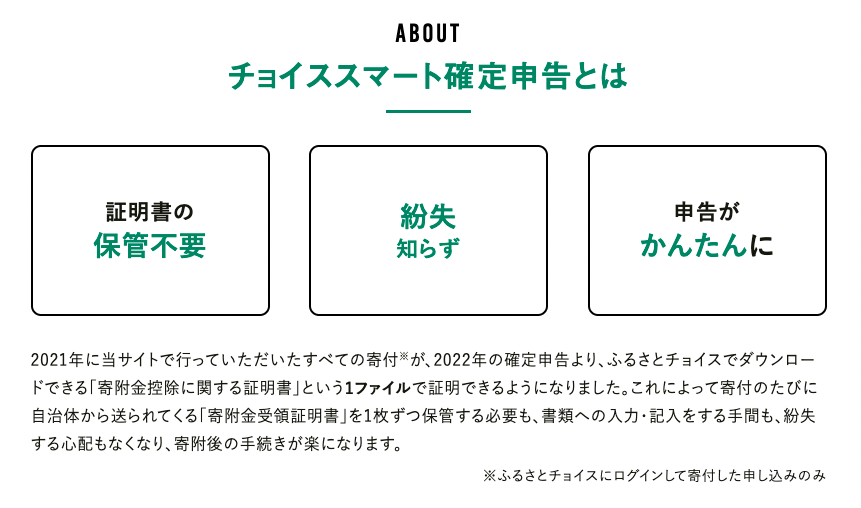 ABOUT
チョイススマート確定申告とは
証明書の
保管不要
紛失
知らず
申告が
かんたんに
2021年に当サイトで行っていただいたすべての寄付※が、2022年の確定申告より、ふるさとチョイスでダウンロー
ドできる「寄附金控除に関する証明書」という1ファイルで証明できるようになりました。これによって寄付のたびに
自治体から送られてくる「寄附金受領証明書」を1枚ずつ保管する必要も、書類への入力・記入をする手間も、紛失
する心配もなくなり、寄附後の手続きが楽になります。
※ふるさとチョイスにログインして寄付した申し込みのみ